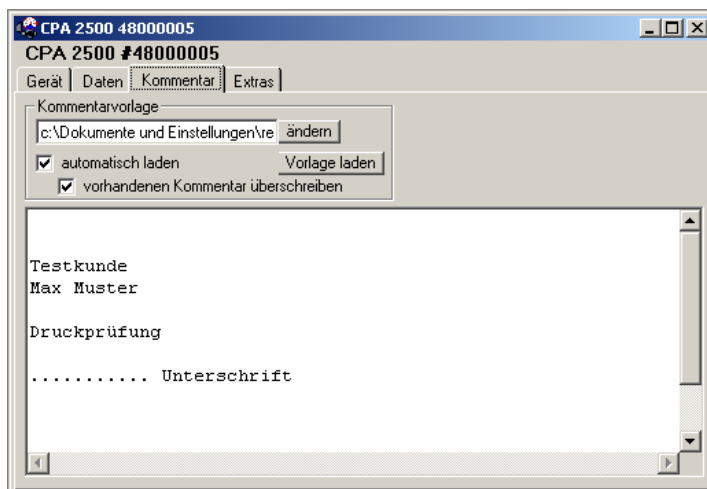 CPA 2500 48000005
CPA 2500 #48000005
Gerät Daten Kommentar Extras
Kommentarvorlage
c:\Dokumente und Einstellungen\re ändern
automatisch laden Vorlage laden
vorhandenen Kommentar überschreiben
Testkunde
Max Muster
Druckprüfung
........... Unterschrift